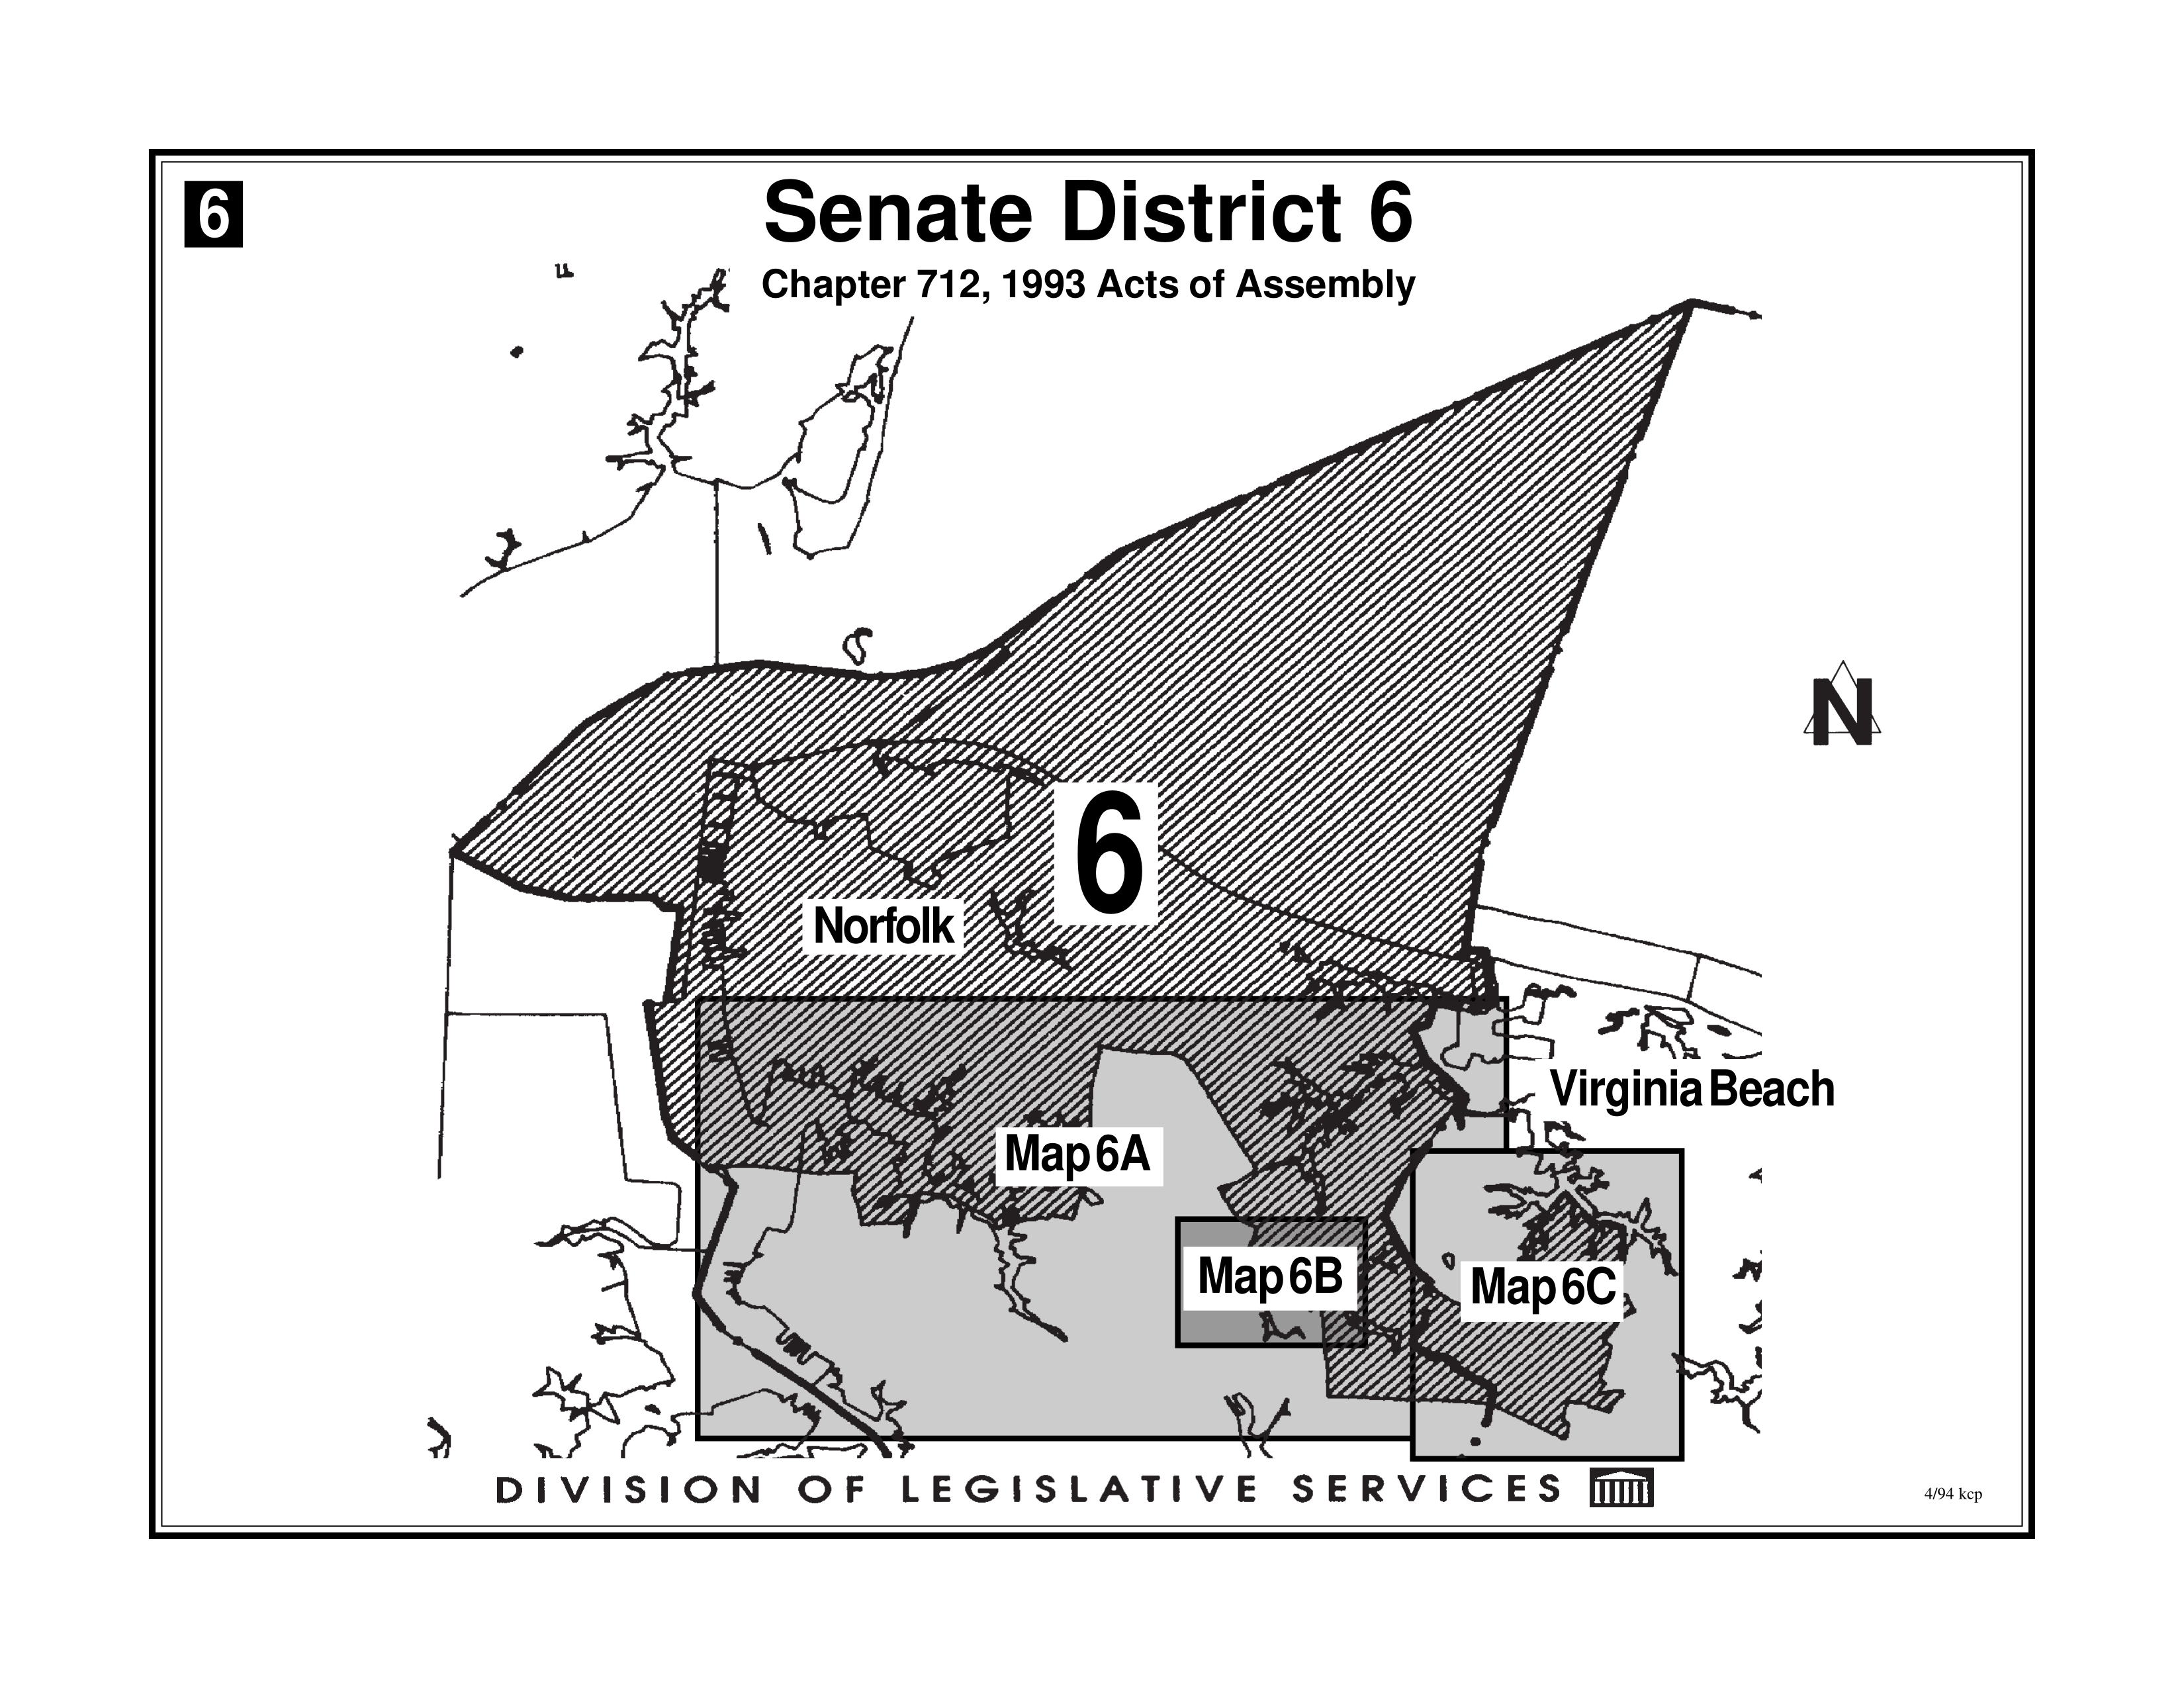 6
Senate District 6
Chapter 712, 1993 Acts of Assembly
N
6
Norfolk
Virginia Beach
Map 6A
Map 6B
Map 6C
DIVISION OF LEGISLATIVE SERVICES
4/94 kcp